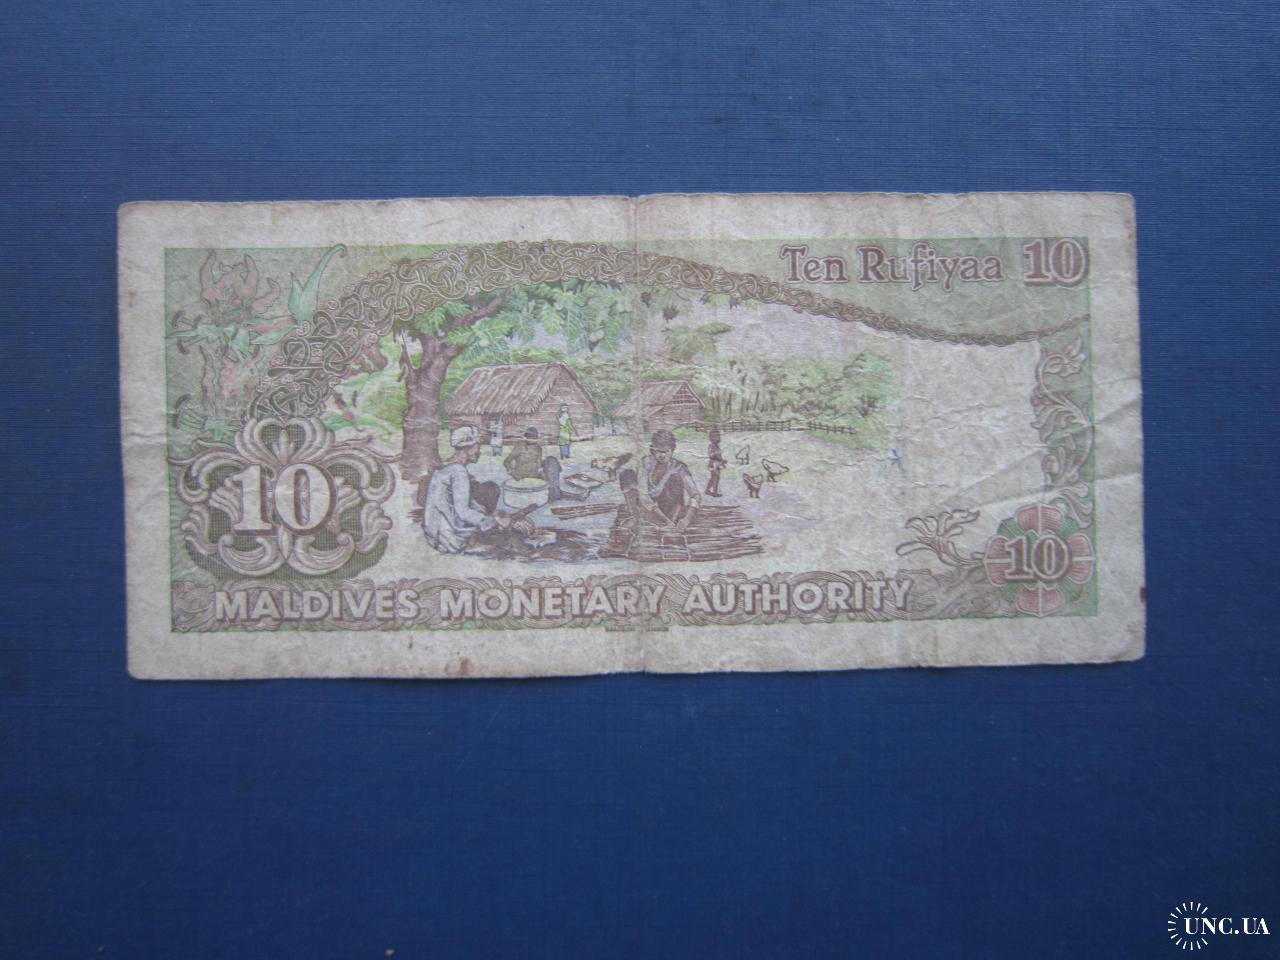 Ten Rufiyaa 10
10
10
MALDIVES MONETARY AUTHORITY
UNC.UA